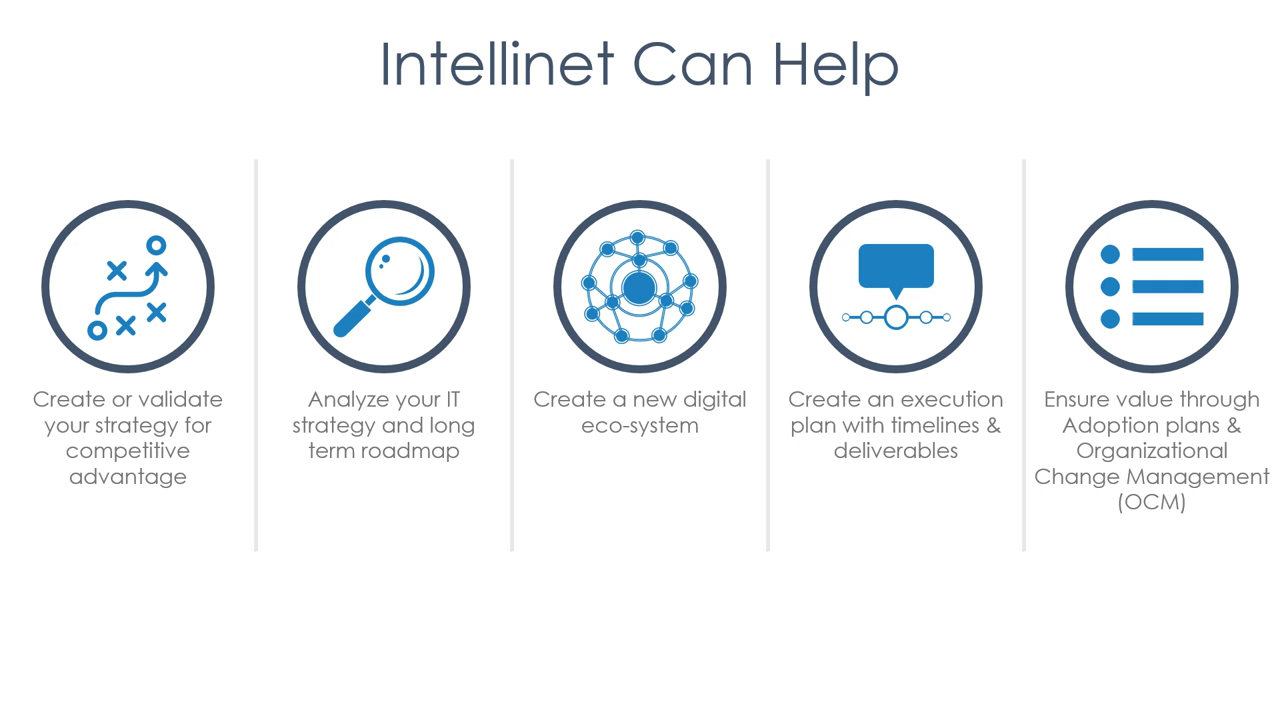 Intellinet Can Help
Create or validate
your strategy for
competitive
advantage
Analyze your IT
strategy and long
term roadmap
Create a new digital
eco-system
Create an execution
plan with timelines &
deliverables
Ensure value through
Adoption plans &
Organizational
Change Management
(OCM)